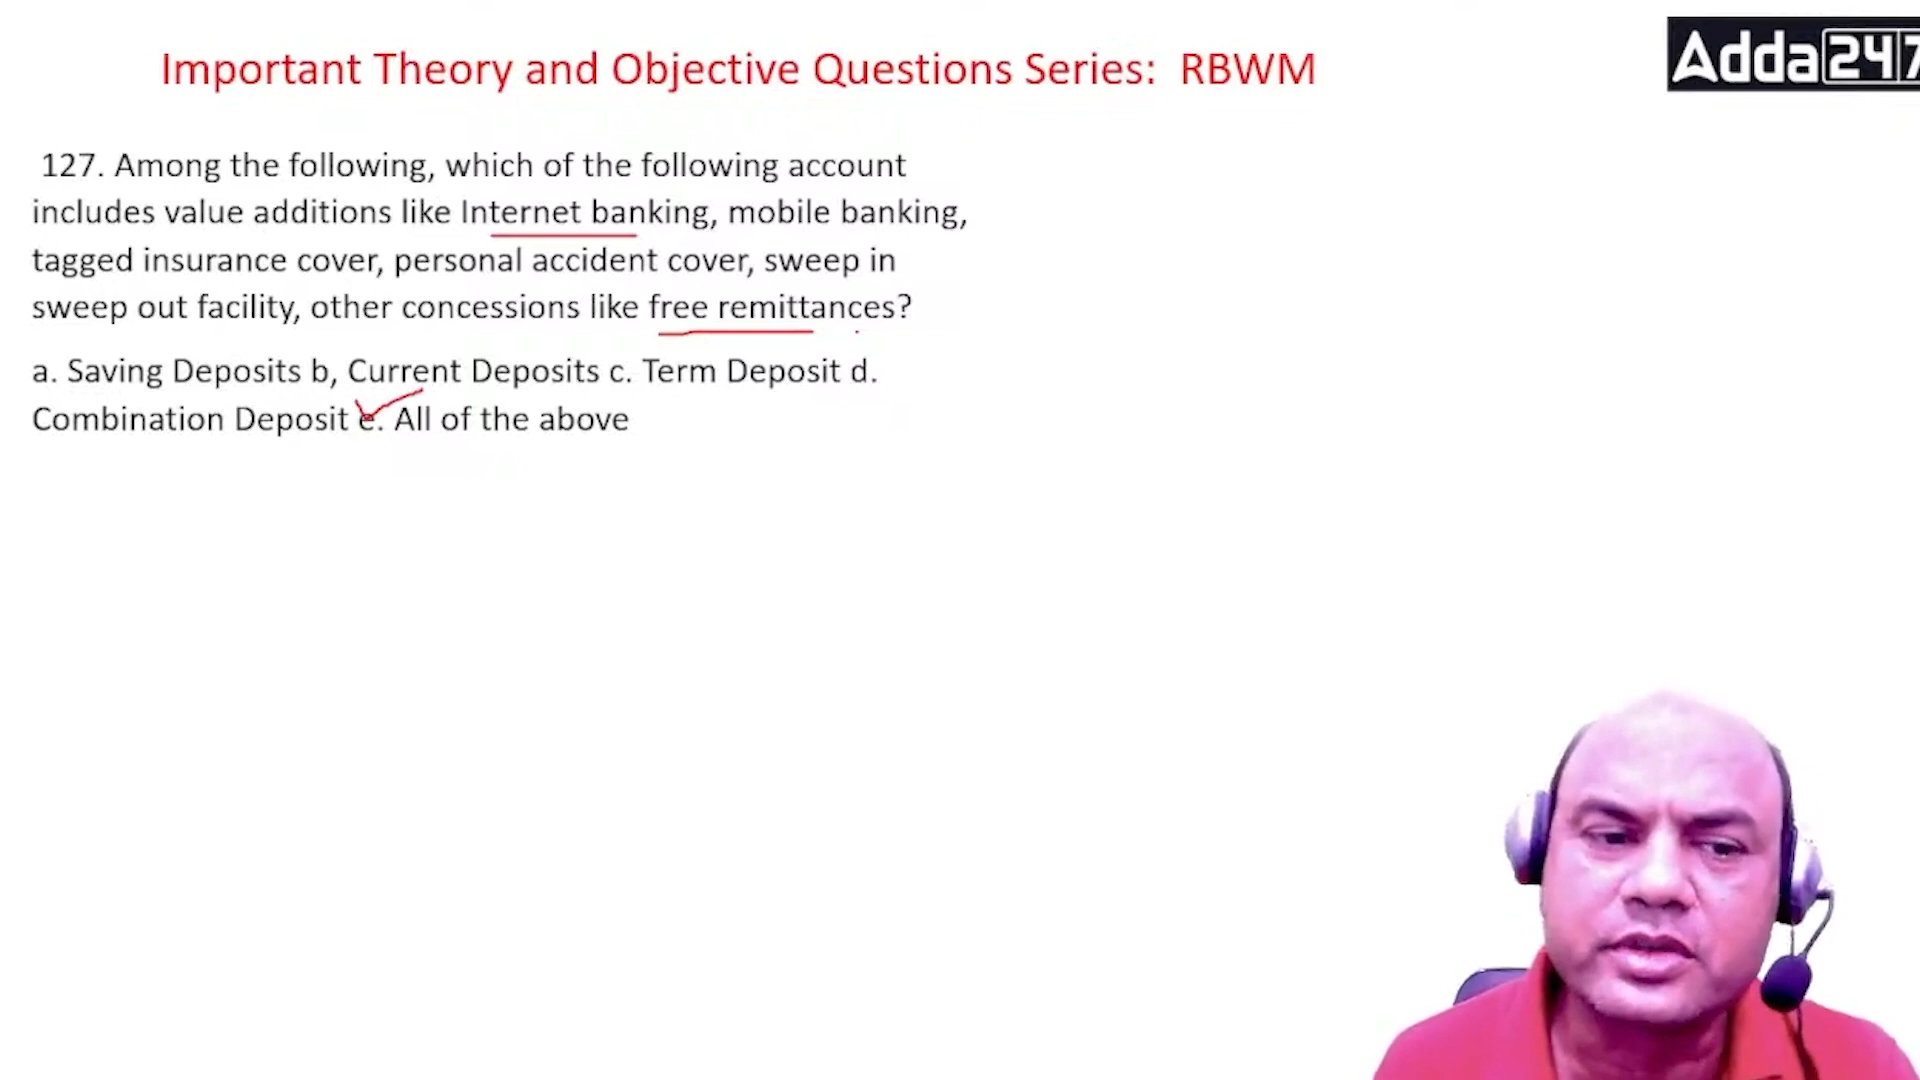 Important Theory and Objective Questions Series: RBWM
Adda247
127. Among the following, which of the following account
includes value additions like Internet banking, mobile banking,
tagged insurance cover, personal accident cover, sweep in
sweep out facility, other concessions like free remittances?
a. Saving Deposits b, Current Deposits c. Term Deposit d.
Combination Deposit e. All of the above